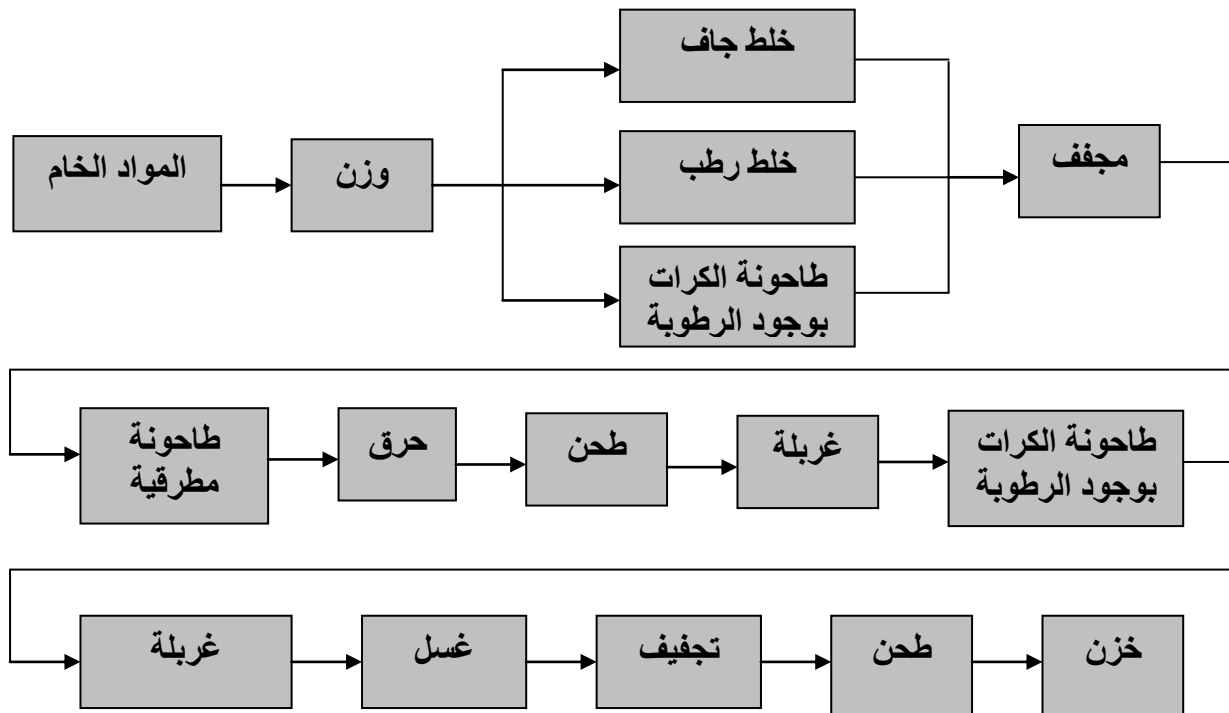 المواد الخام
وزن
خلط جاف
خلط رطب
طاحونة الكرات
بوجود الرطوبة
مجفف
طاحونة
مطرقية
حرق
طحن
غربلة
طاحونة الكرات
بوجود الرطوبة
غربلة
غسل
تجفيف
طحن
خزن